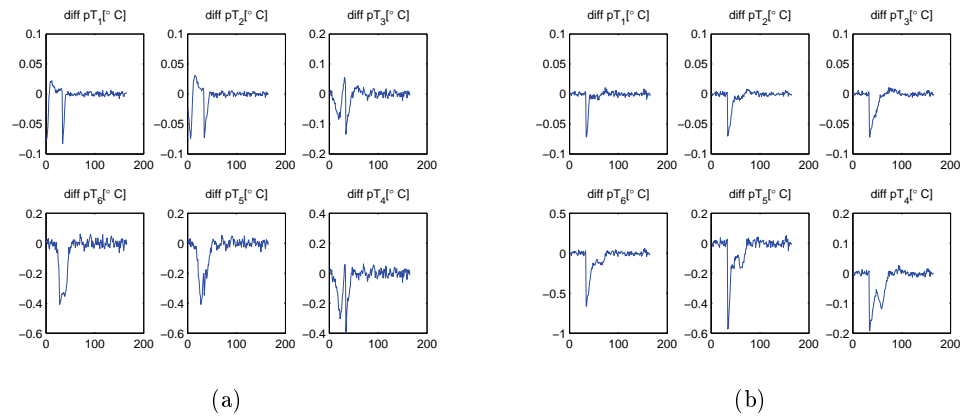 diff pT1[° C] diff pT2[° C] diff pT3[° C] diff pT1[° C] diff pT2[° C] diff pT3[° C]
0.1 0.1 0.2 0.1 0.1 0.1
0.05 0.05 0.1 0.05 0.05 0.05
0 0 0 0 0 0
−0.05 −0.05 −0.1 −0.05 −0.05 −0.05
−0.1 −0.1 −0.2 −0.1 −0.1 −0.1
0 100 200 0 100 200 0 100 200 0 100 200 0 100 200 0 100 200
diff pT6[° C] diff pT5[° C] diff pT4[° C] diff pT6[° C] diff pT5[° C] diff pT4[° C]
0.2 0.2 0.4 0.5 0.2 0.2
0 0 0.2 0 0 0.1
−0.2 −0.2 0 −0.5 −0.2 0
−0.4 −0.4 −0.2 −1 −0.4 −0.1
−0.6 −0.6 −0.4 −0.6 −0.2
0 100 200 0 100 200 0 100 200 0 100 200 0 100 200 0 100 200
(a) (b)